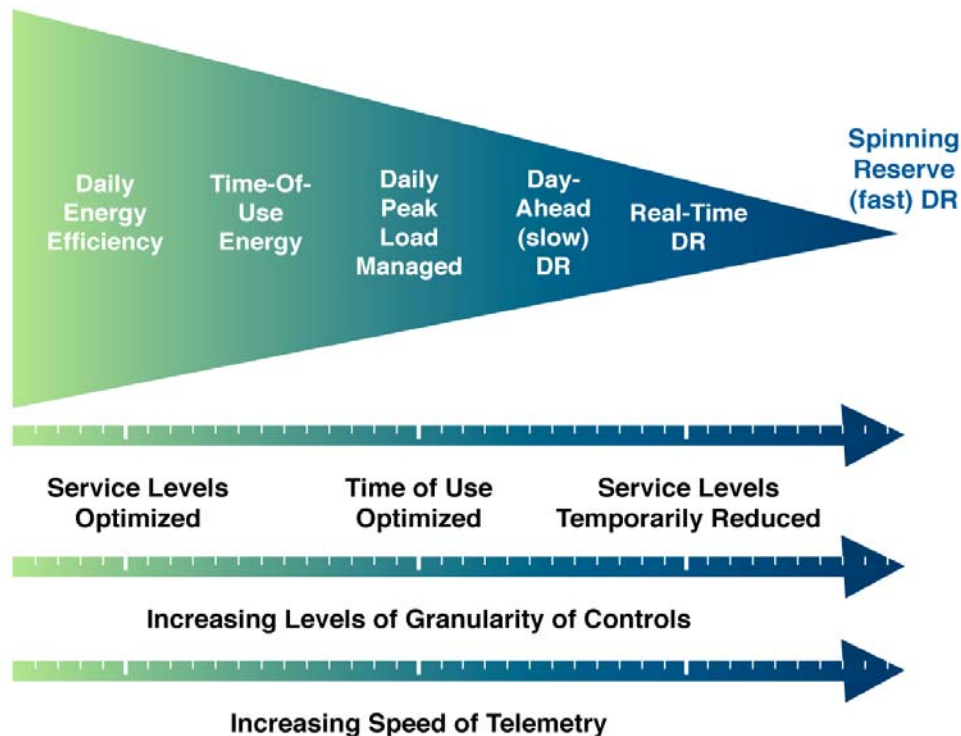 Daily
Energy
Efficiency
Time-Of-
Use
Energy
Daily
Peak
Load
Managed
Day-
Ahead
(slow)
DR
Real-Time
DR
Spinning
Reserve
(fast) DR
Service Levels
Optimized
Time of Use
Optimized
Service Levels
Temporarily Reduced
Increasing Levels of Granularity of Controls
Increasing Speed of Telemetry